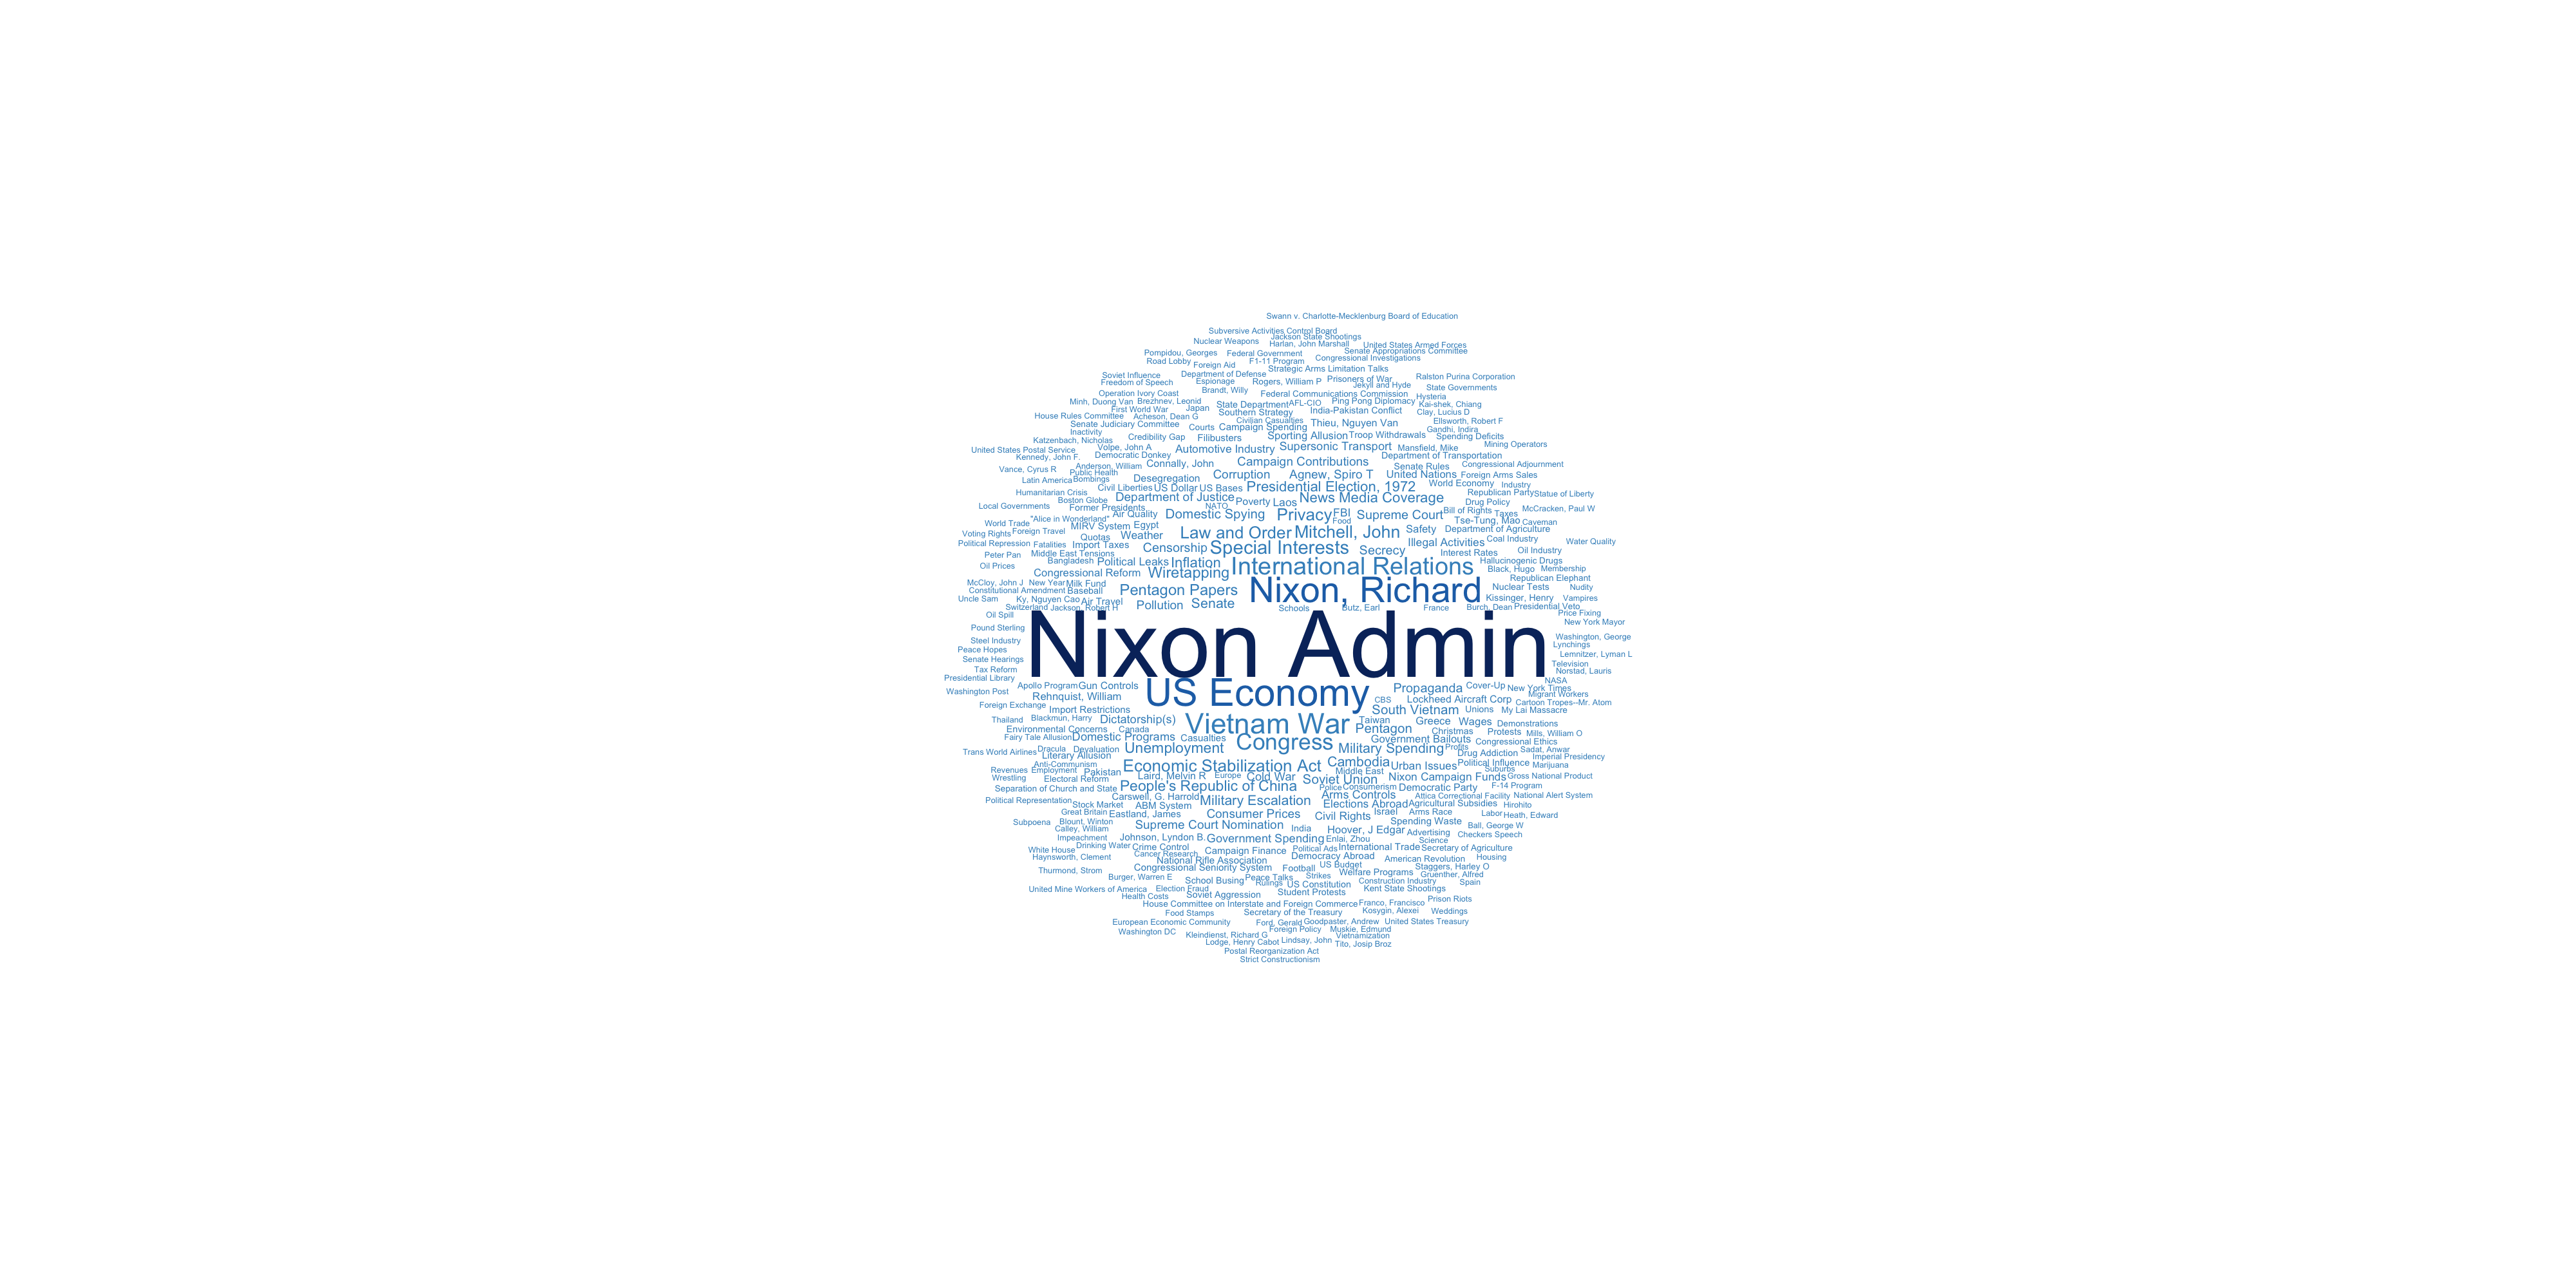 Swann v. Charlotte-Mecklenburg Board of Education
Subversive Activities Control Board
Jackson State Shootings
Nuclear Weapons Harlan, John Marshall United States Armed Forces
Pompidou, Georges Federal Government Senate Appropriations Committee
Road Lobby Foreign Aid F1-11 Program Congressional Investigations
Soviet Influence Department of Defense Strategic Arms Limitation Talks
Freedom of Speech Espionage Rogers, William P Prisoners of War Ralston Purina Corporation
Operation Ivory Coast Brandt, Willy Jekyll and Hyde State Governments
Minh, Duong Van Brezhnev, Leonid Federal Communications Commission Hysteria
First World War Japan State Department AFL-CIO Ping Pong Diplomacy Kai-shek, Chiang
House Rules Committee Acheson, Dean G Southern Strategy India-Pakistan Conflict Clay, Lucius D
Senate Judiciary Committee Courts Campaign Spending Civilian Casualties Thieu, Nguyen Van Ellsworth, Robert F
Inactivity Gandhi, Indira
Katzenbach, Nicholas Credibility Gap Filibusters Sporting Allusion Troop Withdrawals Spending Deficits
United States Postal Service Volpe, John A Automotive Industry Supersonic Transport Mansfield, Mike Mining Operators
Kennedy, John F. Democratic Donkey Department of Transportation
Vance, Cyrus R Anderson, William Connally, John Campaign Contributions Senate Rules Congressional Adjournment
Public Health
Latin America Bombings Desegregation Corruption Agnew, Spiro T United Nations Foreign Arms Sales
Humanitarian Crisis Civil Liberties US Dollar US Bases Presidential Election, 1972 World Economy Industry
Boston Globe Department of Justice Poverty Laos News Media Coverage Republican Party Statue of Liberty
Local Governments Former Presidents NATO Drug Policy
"Alice in Wonderland" Air Quality Domestic Spying Privacy FBI Supreme Court Bill of Rights Taxes McCracken, Paul W
World Trade MIRV System Egypt Food Tse-Tung, Mao Caveman
Voting Rights Foreign Travel Quotas Weather Law and Order Mitchell, John Safety Department of Agriculture
Political Repression Fatalities Import Taxes Censorship Special Interests Secrecy Illegal Activities Coal Industry Water Quality
Peter Pan Middle East Tensions Interest Rates Oil Industry
Oil Prices Bangladesh Political Leaks Inflation International Relations Hallucinogenic Drugs
Congressional Reform Wiretapping Black, Hugo Membership
McCloy, John J New Year Milk Fund Republican Elephant
Constitutional Amendment Baseball Pentagon Papers Nixon, Richard Nuclear Tests Nudity
Uncle Sam Ky, Nguyen Cao Air Travel Pollution Senate Kissinger, Henry Vampires
Switzerland Jackson, Robert H Schools Butz, Earl France Burch, Dean Presidential Veto
Oil Spill Price Fixing
New York Mayor
Pound Sterling Nixon Admin
Steel Industry Washington, George
Peace Hopes Lynchings
Senate Hearings Lemnitzer, Lyman L
Tax Reform Television
Presidential Library Norstad, Lauris
Washington Post Apollo Program Gun Controls US Economy Propaganda Cover-Up NASA
New York Times
Rehnquist, William CBS Lockheed Aircraft Corp Migrant Workers
Foreign Exchange Import Restrictions South Vietnam Unions Cartoon Tropes--Mr. Atom
My Lai Massacre
Thailand Blackmun, Harry Dictatorship(s) Vietnam War Taiwan Greece Wages Demonstrations
Environmental Concerns Canada Pentagon Christmas Protests Mills, William O
Fairy Tale Allusion Domestic Programs Casualties Congress Government Bailouts Congressional Ethics
Trans World Airlines Dracula Devaluation Unemployment Military Spending Profits Drug Addiction Sadat, Anwar
Literary Allusion Imperial Presidency
Anti-Communism Economic Stabilization Act Cambodia Urban Issues Political Influence Marijuana
Revenues Employment Pakistan Middle East Suburbs
Wrestling Electoral Reform Laird, Melvin R Europe Cold War Soviet Union Nixon Campaign Funds Gross National Product
Separation of Church and State People's Republic of China Police Consumerism Democratic Party F-14 Program
Political Representation Carswell, G. Harrold Military Escalation Arms Controls Attica Correctional Facility National Alert System
Stock Market ABM System Elections Abroad Agricultural Subsidies Hirohito
Great Britain Eastland, James Consumer Prices Civil Rights Israel Arms Race Labor Heath, Edward
Subpoena Blount, Winton Supreme Court Nomination India Spending Waste Ball, George W
Calley, William Hoover, J Edgar Advertising Checkers Speech
Impeachment Johnson, Lyndon B. Government Spending Enlai, Zhou Science
White House Drinking Water Crime Control Campaign Finance Political Ads International Trade Secretary of Agriculture
Haynsworth, Clement Cancer Research Democracy Abroad American Revolution Housing
National Rifle Association US Budget
Thurmond, Strom Congressional Seniority System Football Welfare Programs Staggers, Harley O
Burger, Warren E School Busing Peace Talks Strikes Gruenther, Alfred
United Mine Workers of America Election Fraud Rulings US Constitution Construction Industry Spain
Health Costs Soviet Aggression Student Protests Kent State Shootings
House Committee on Interstate and Foreign Commerce Franco, Francisco Prison Riots
Food Stamps Secretary of the Treasury Kosygin, Alexei Weddings
European Economic Community Ford, Gerald Goodpaster, Andrew United States Treasury
Washington DC Kleindienst, Richard G Foreign Policy Muskie, Edmund
Lodge, Henry Cabot Lindsay, John Vietnamization
Tito, Josip Broz
Postal Reorganization Act
Strict Constructionism